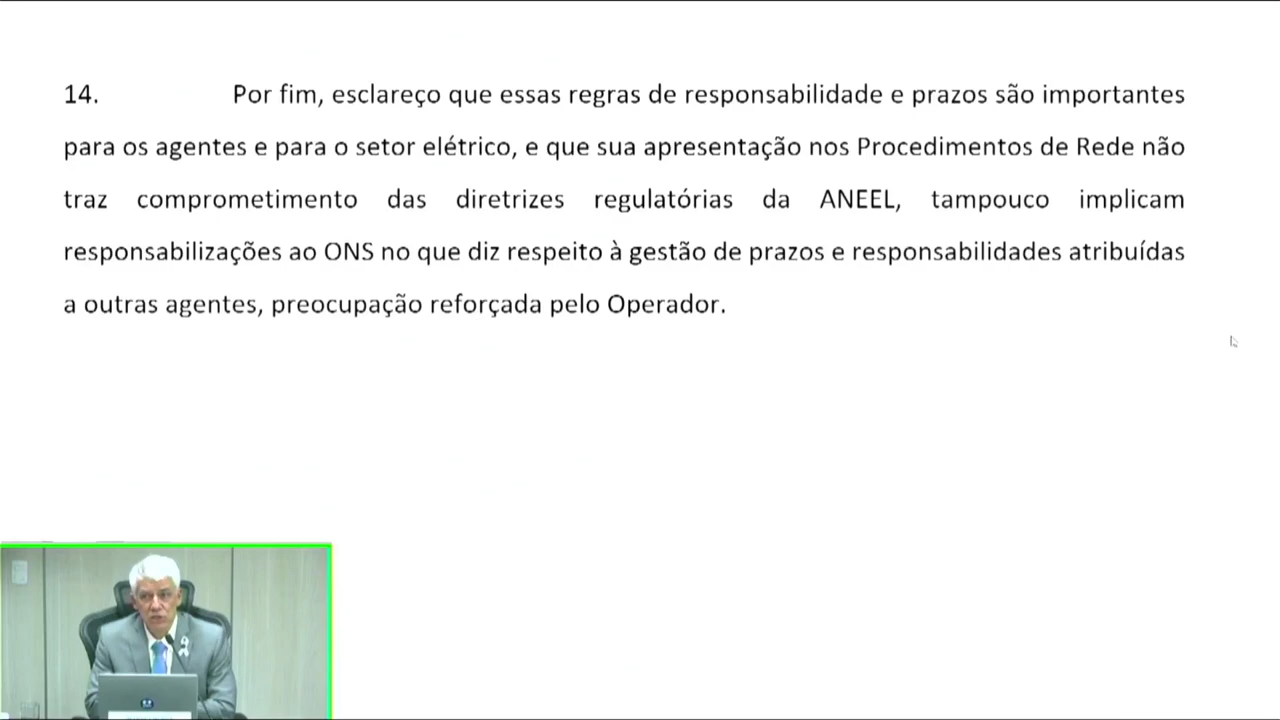 14. Por fim, esclareço que essas regras de responsabilidade e prazos são importantes
para os agentes e para o setor elétrico, e que sua apresentação nos Procedimentos de Rede não
traz comprometimento das diretrizes regulatórias da ANEEL, tampouco implicam
responsabilizações ao ONS no que diz respeito à gestão de prazos e responsabilidades atribuídas
a outras agentes, preocupação reforçada pelo Operador.